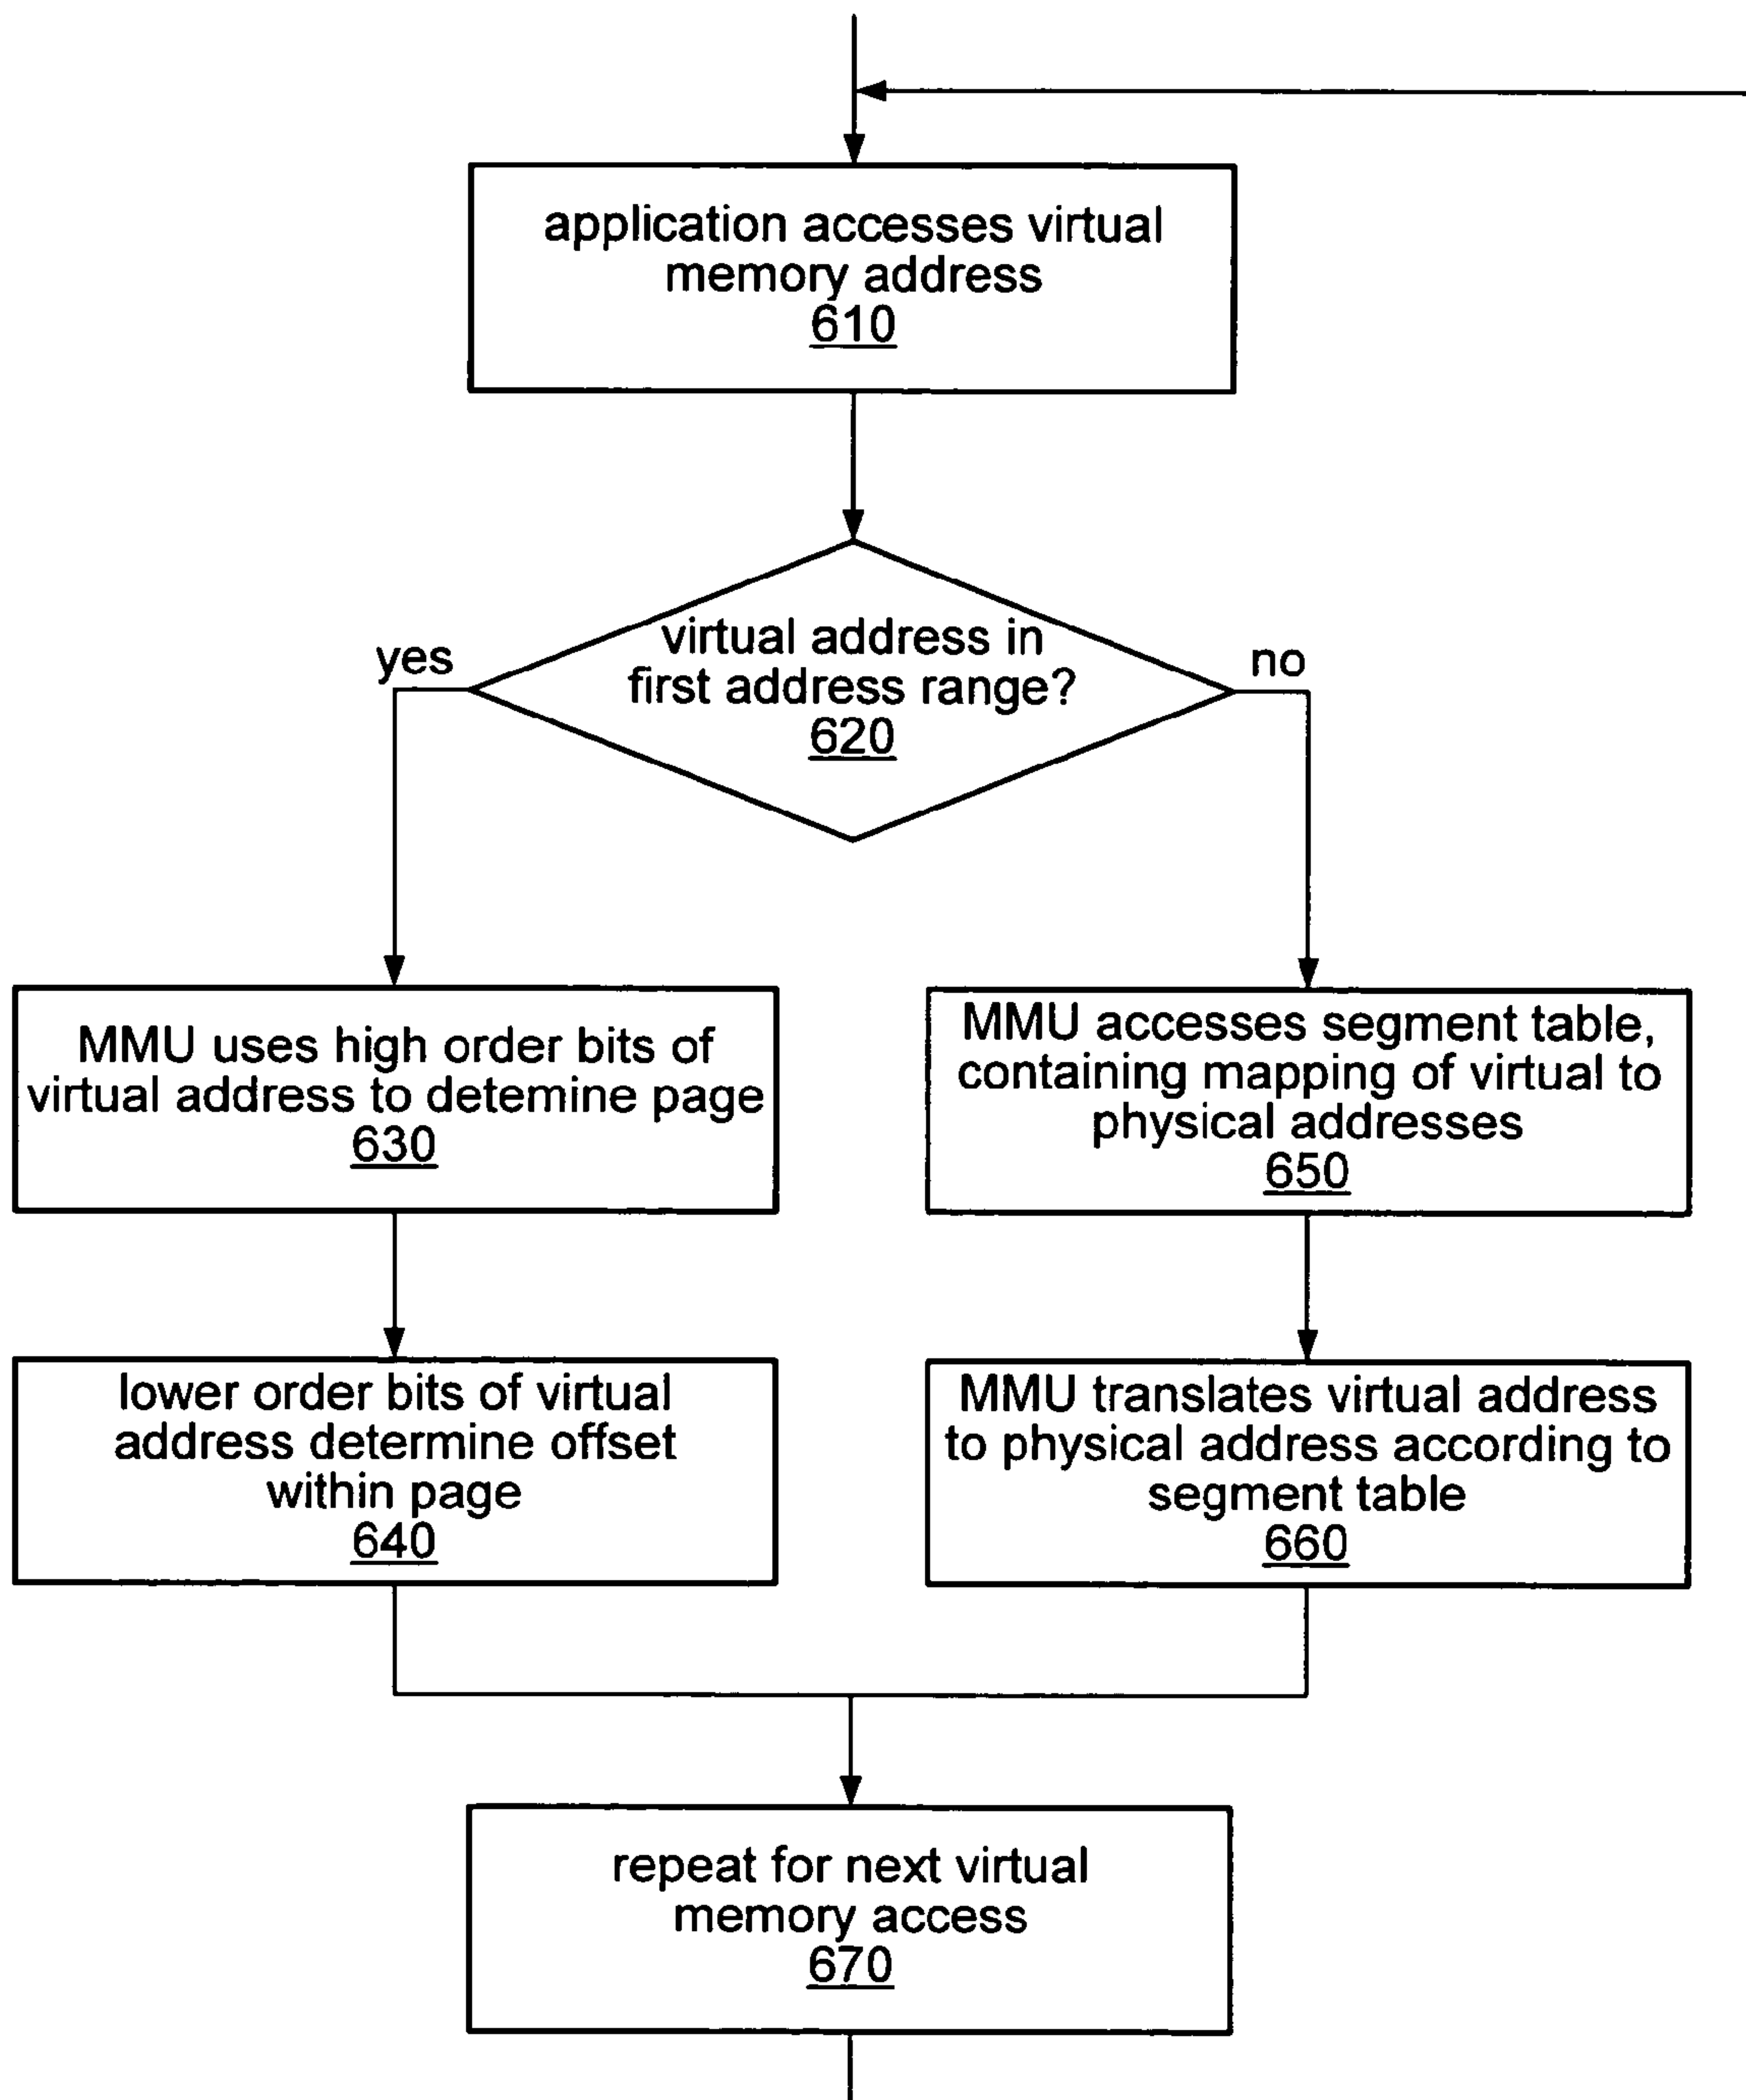 application accesses virtual
memory address
610
virtual address in
first address range?
620
yes
no
MMU uses high order bits of
virtual address to detemine page
630
MMU accesses segment table,
containing mapping of virtual to
physical addresses
650
lower order bits of virtual
address determine offset
within page
640
MMU translates virtual address
to physical address according to
segment table
660
repeat for next virtual
memory access
670